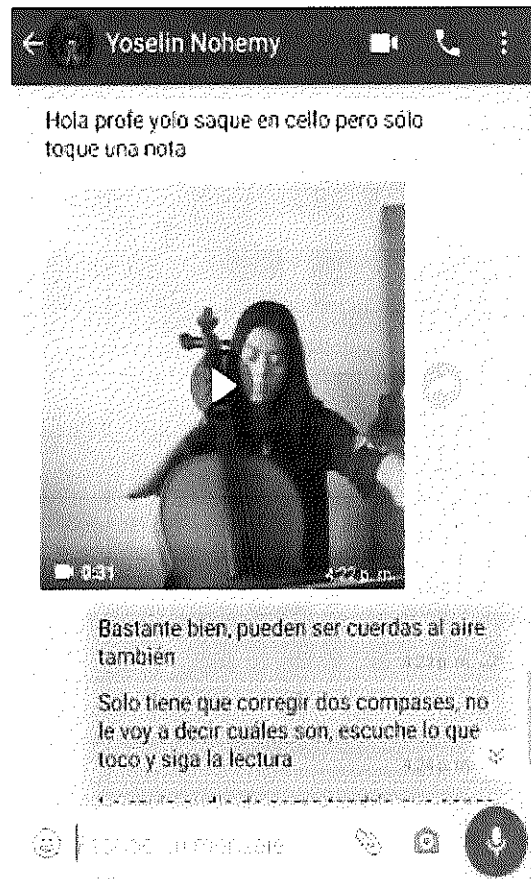 Yoselin Nohemy
Hola profe yolo saque en cello pero sólo
toque una nota
0:31
4:22 p. m.
Bastante bien, pueden ser cuerdas al aire
también
Solo tiene que corregir dos compases, no
le voy a decir cuales son, escuche lo que
toco y siga la lectura